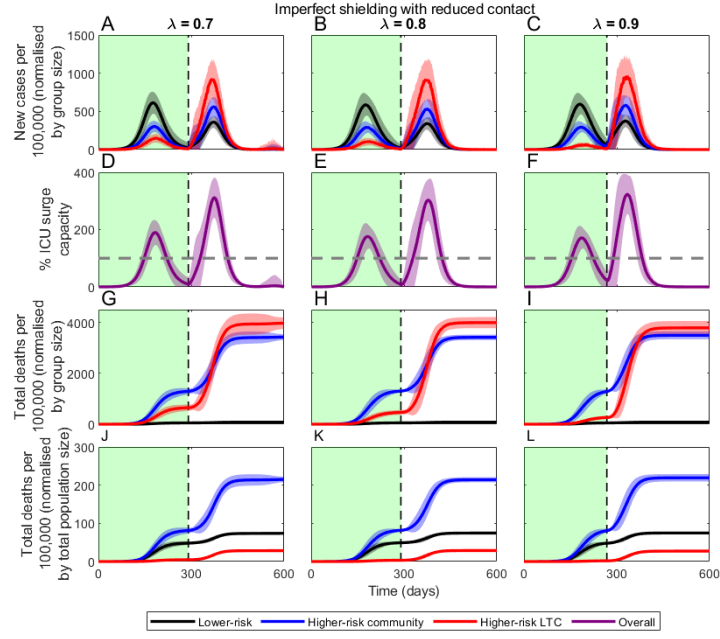 Imperfect shielding with reduced contact
A λ = 0.7
B λ = 0.8
C λ = 0.9
New cases per
100,000 (normalised
by group size)
1500
1000
500
0
D
E
F
% ICU surge
capacity
400
200
0
G
H
I
Total deaths per
100,000 (normalised
by group size)
4000
2000
0
J
K
L
Total deaths per
100,000 (normalised
by total population size)
300
200
100
0
0 300 600
0 300 600
0 300 600
Time (days)
Lower-risk Higher-risk community Higher-risk LTC Overall